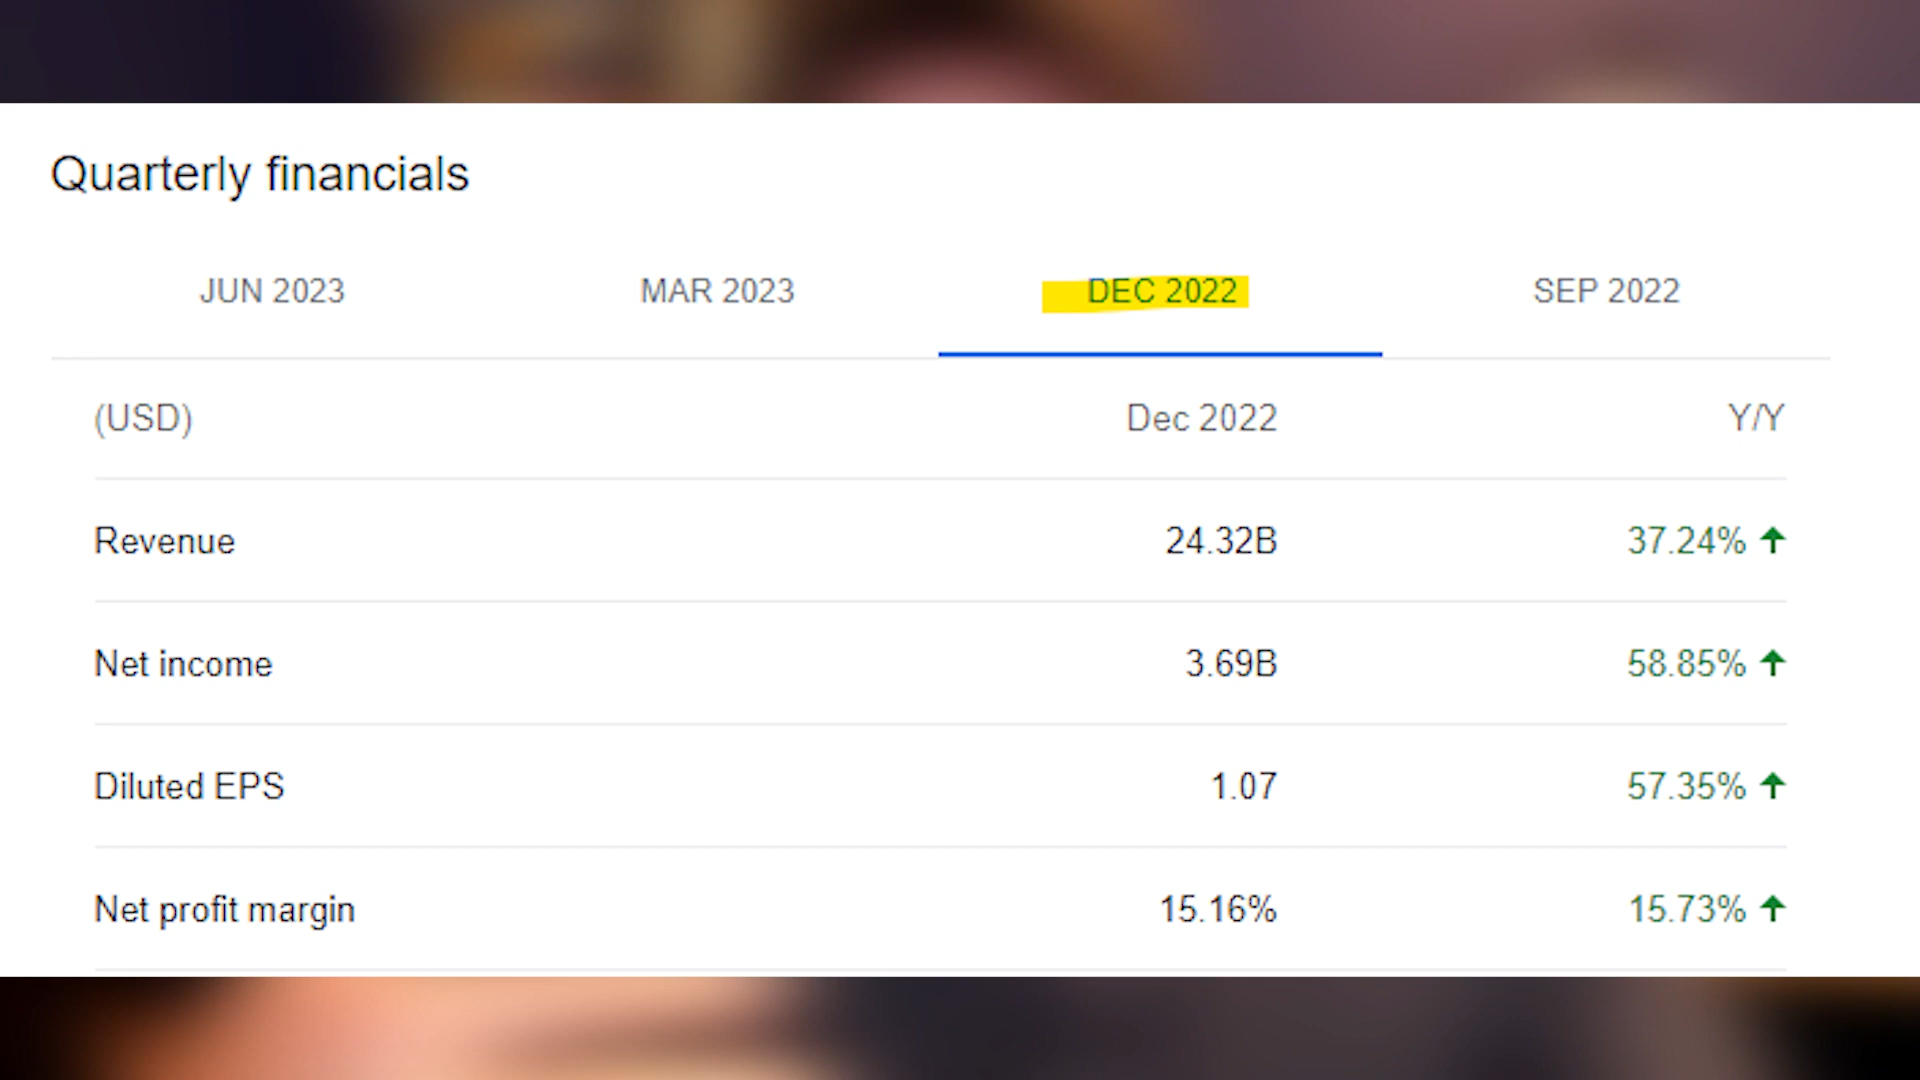 Quarterly financials
JUN 2023 MAR 2023 DEC 2022 SEP 2022
(USD) Dec 2022 Y/Y
Revenue 24.32B 37.24%
Net income 3.69B 58.85%
Diluted EPS 1.07 57.35%
Net profit margin 15.16% 15.73%